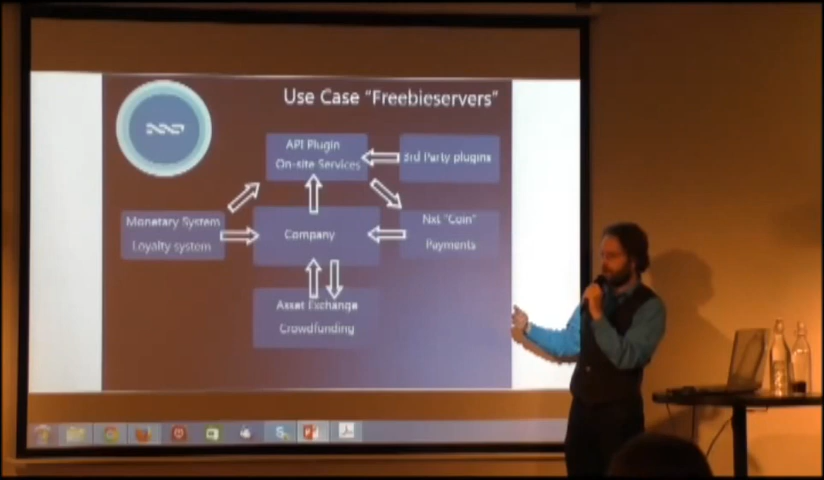 Use Case “Freebieservers”
API Plugin
On-site Services
3rd Party plugins
Monetary System
Loyalty system
Company
Nxt “Coin”
Payments
Asset Exchange
Crowdfunding